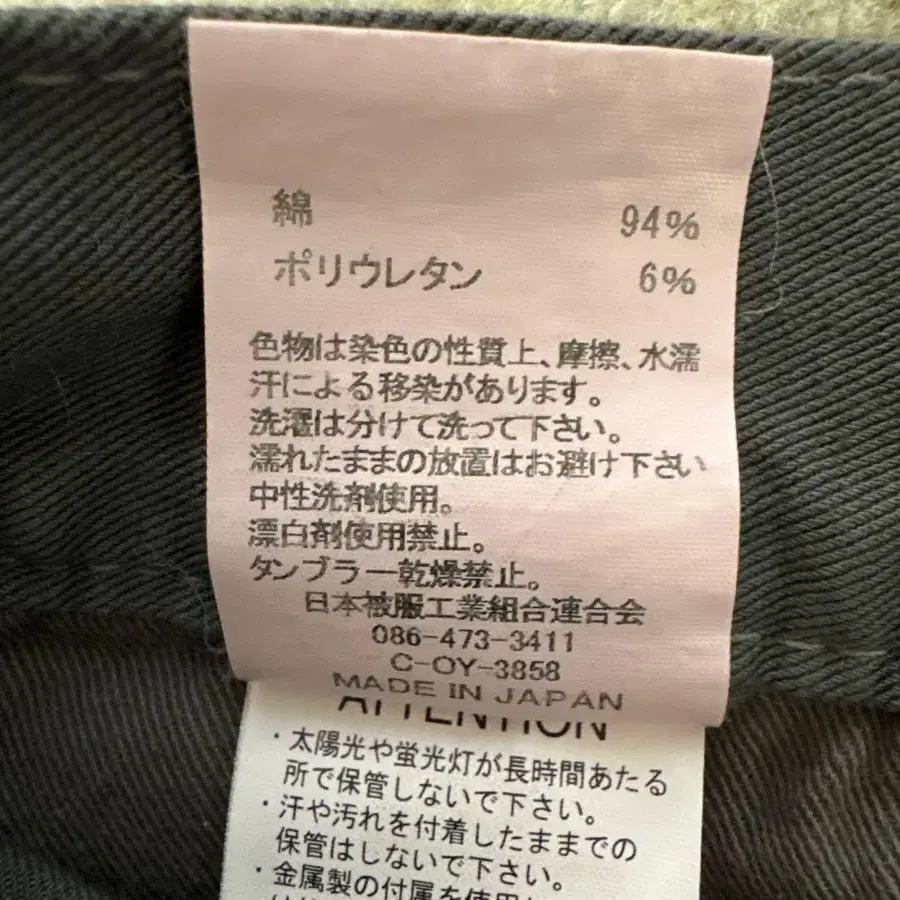 綿 94%
ポリウレタン 6%
色物は染色の性質上、摩擦、水濡
汗による移染があります。
洗濯は分けて洗って下さい。
濡れたままの放置はお避け下さい
中性洗剤使用。
漂白剤使用禁止。
タンブラー乾燥禁止。
日本被服工業組合連合会
086-473-3411
C-OY-3858
MADE IN JAPAN
ATTENTION
・太陽光や蛍光灯が長時間あたる
所で保管しないで下さい。
・汗や汚れを付着したままでの
保管はしないで下さい。
・金属製の付属を使用